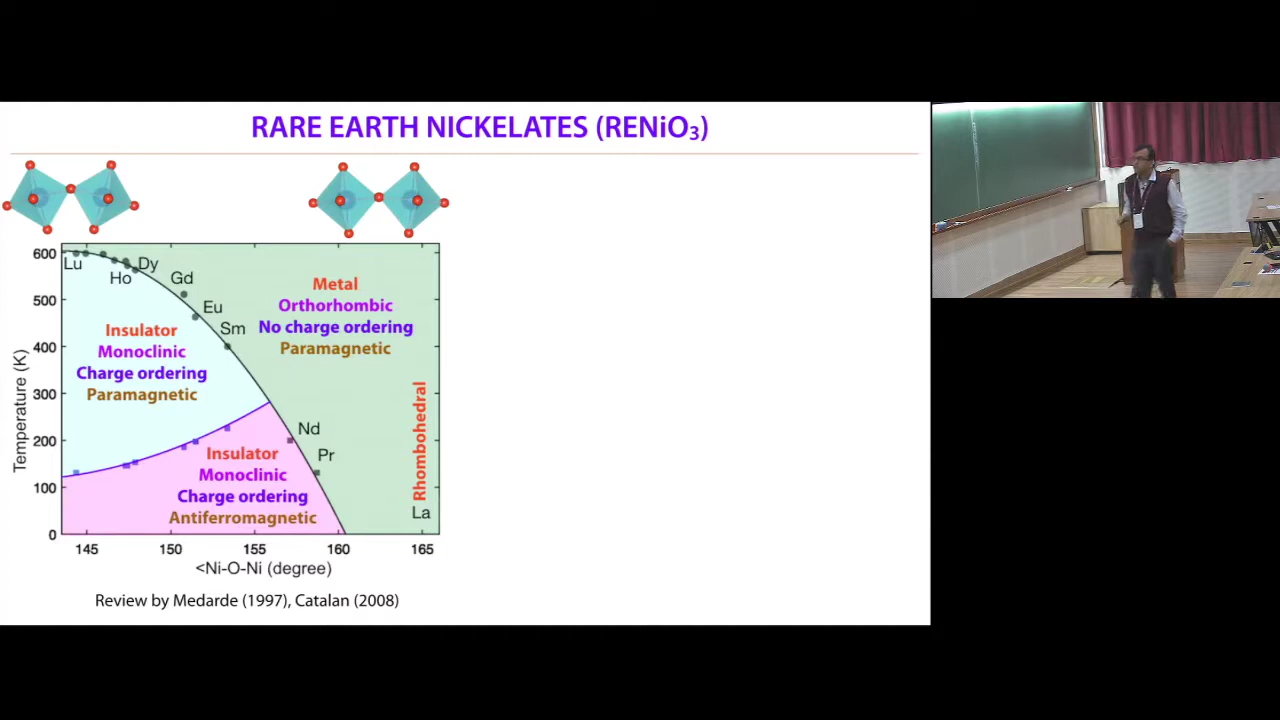 RARE EARTH NICKELATES (RENiO₃)
600
500
400
300
200
100
0
Temperature (K)
Lu
Ho
Dy
Gd
Eu
Sm
Nd
Pr
La
Metal
Orthorhombic
No charge ordering
Paramagnetic
Insulator
Monoclinic
Charge ordering
Paramagnetic
Insulator
Monoclinic
Charge ordering
Antiferromagnetic
Rhombohedral
145 150 155 160 165
<Ni-O-Ni (degree)
Review by Medarde (1997), Catalan (2008)